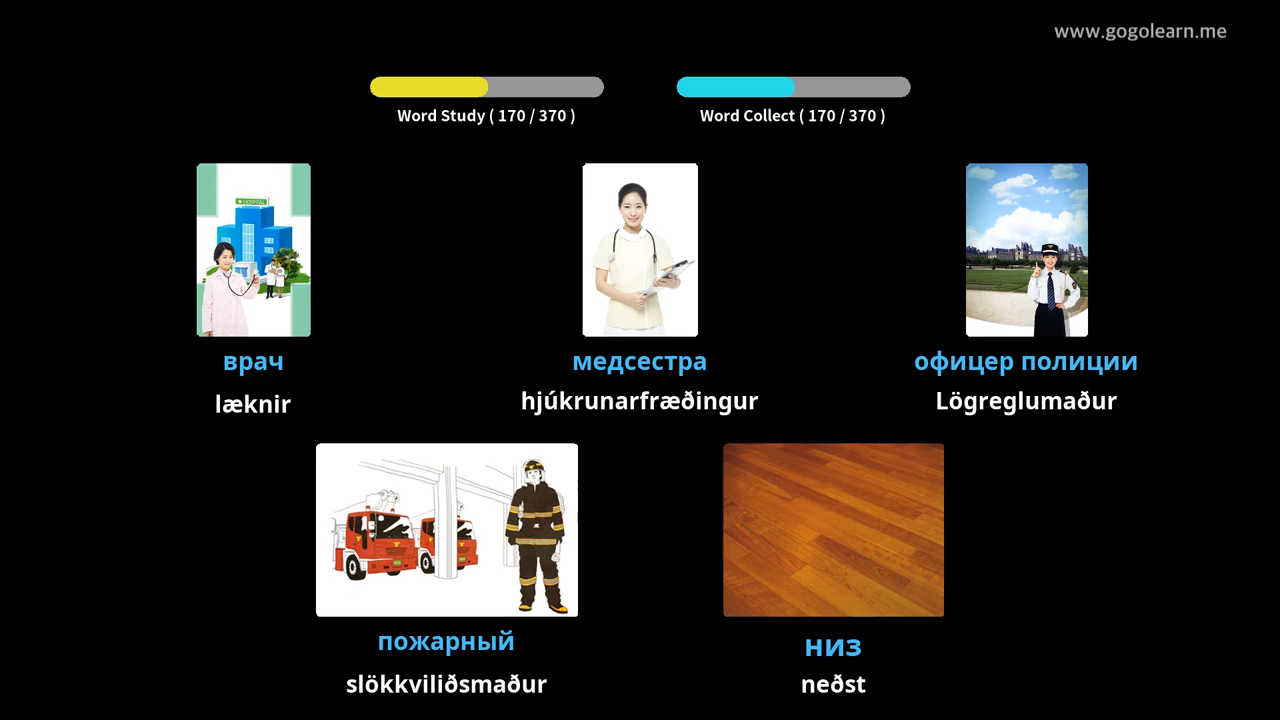 www.gogolearn.me
Word Study ( 170 / 370 )
Word Collect ( 170 / 370 )
HOSPITAL
врач
медсестра
офицер полиции
læknir
hjúkrunarfræðingur
Lögreglumaður
пожарный
низ
slökkviliðsmaður
neðst